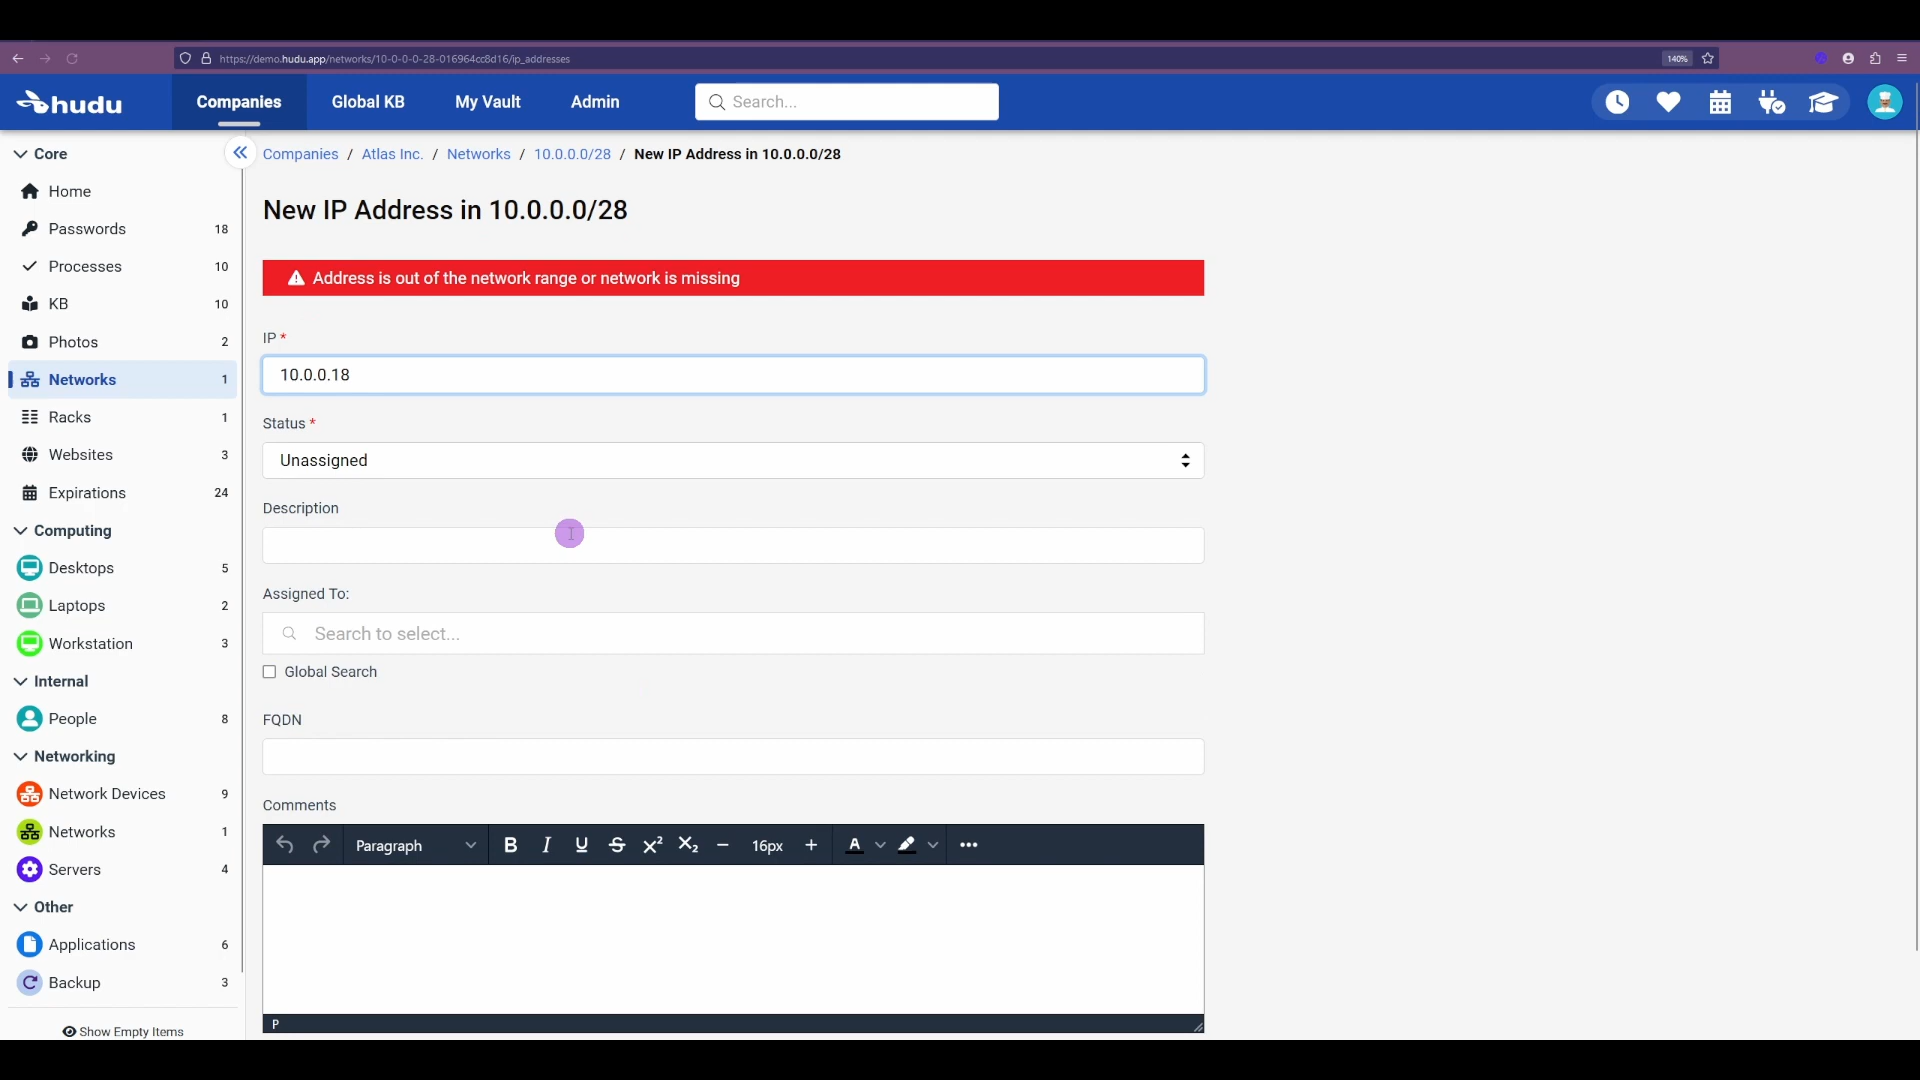 https://demo.hudu.app/networks/10-0-0-0-28-016964cc8d16/ip_addresses
140%
hudu
Companies
Global KB
My Vault
Admin
Search...
Core
Home
Passwords 18
Processes 10
KB 10
Photos 2
Networks 1
Racks 1
Websites 3
Expirations 24
Computing
Desktops 5
Laptops 2
Workstation 3
Internal
People 8
Networking
Network Devices 9
Networks 1
Servers 4
Other
Applications 6
Backup 3
Show Empty Items
Companies / Atlas Inc. / Networks / 10.0.0.0/28 / New IP Address in 10.0.0.0/28
New IP Address in 10.0.0.0/28
Address is out of the network range or network is missing
IP *
10.0.0.18
Status *
Unassigned
Description
Assigned To:
Search to select...
Global Search
FQDN
Comments
Paragraph
16px
P